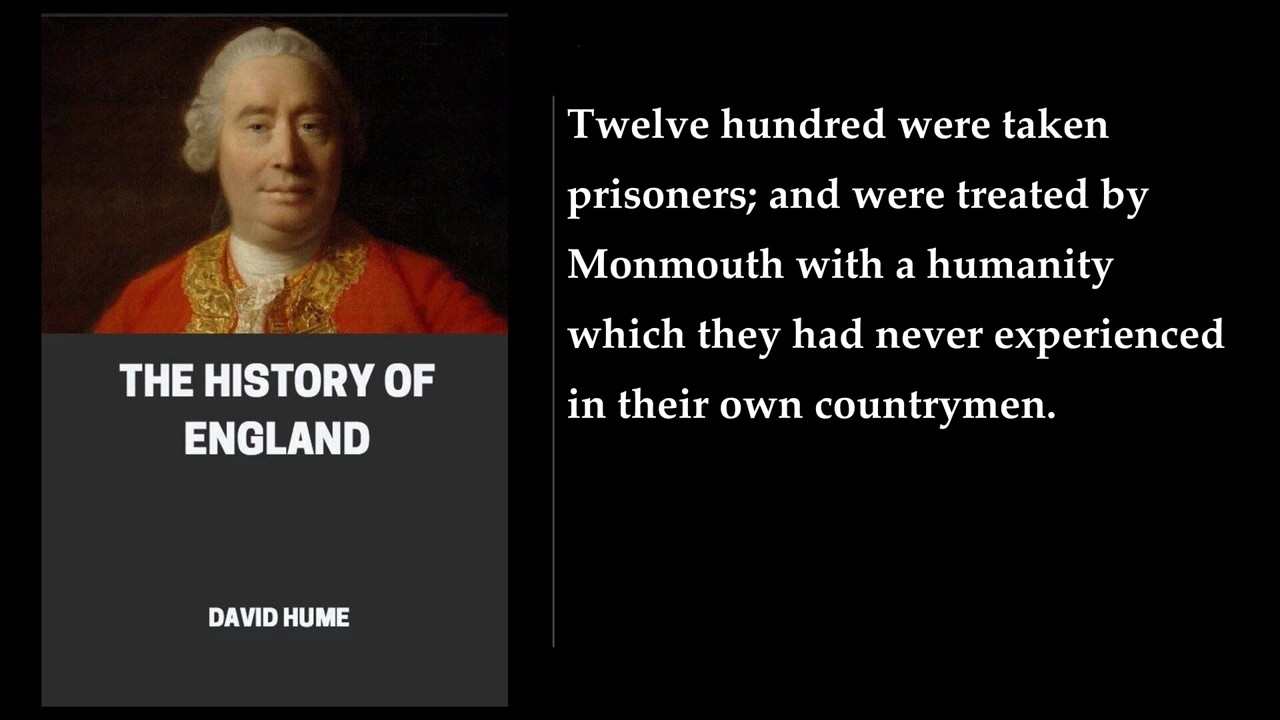 THE HISTORY OF
ENGLAND
DAVID HUME
Twelve hundred were taken
prisoners; and were treated by
Monmouth with a humanity
which they had never experienced
in their own countrymen.